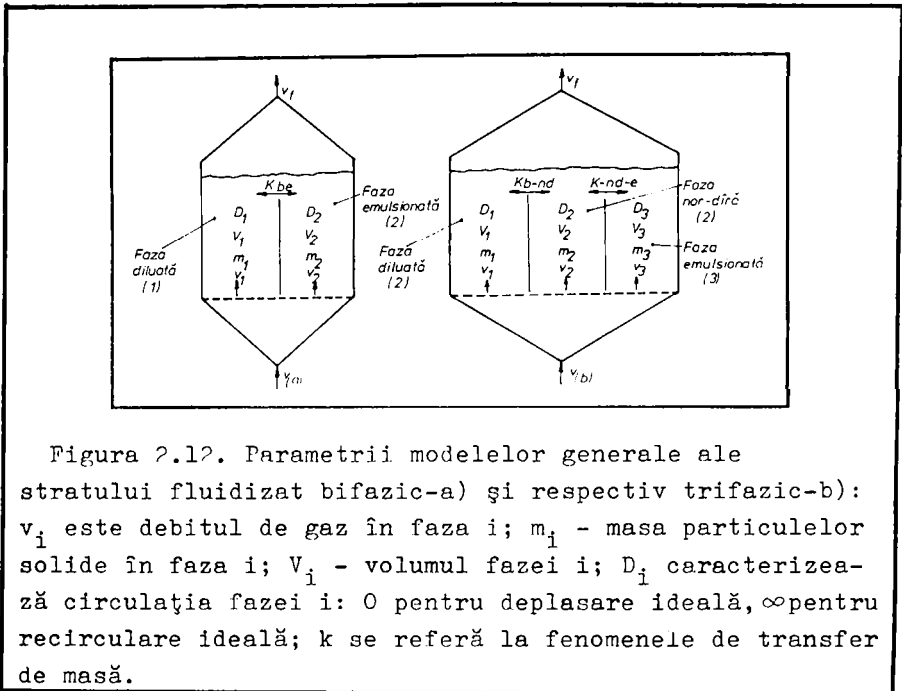 v_f
K be
D_1
V_1
m_1
v_1
D_2
V_2
m_2
v_2
Faza
diluată
(1)
Faza
emulsionată
(2)
v(a)
v_f
Kb-nd
K-nd-e
D_1
V_1
m_1
v_1
D_2
V_2
m_2
v_2
D_3
V_3
m_3
v_3
Faza
diluată
(2)
Faza
nor-dîră
(2)
Faza
emulsionată
(3)
v(b)
Figura 2.12. Parametrii modelelor generale ale
stratului fluidizat bifazic-a) şi respectiv trifazic-b):
v_i este debitul de gaz în faza i; m_i - masa particulelor
solide în faza i; V_i - volumul fazei i; D_i caracterizea-
ză circulaţia fazei i: O pentru deplasare ideală, ∞pentru
recirculare ideală; k se referă la fenomenele de transfer
de masă.